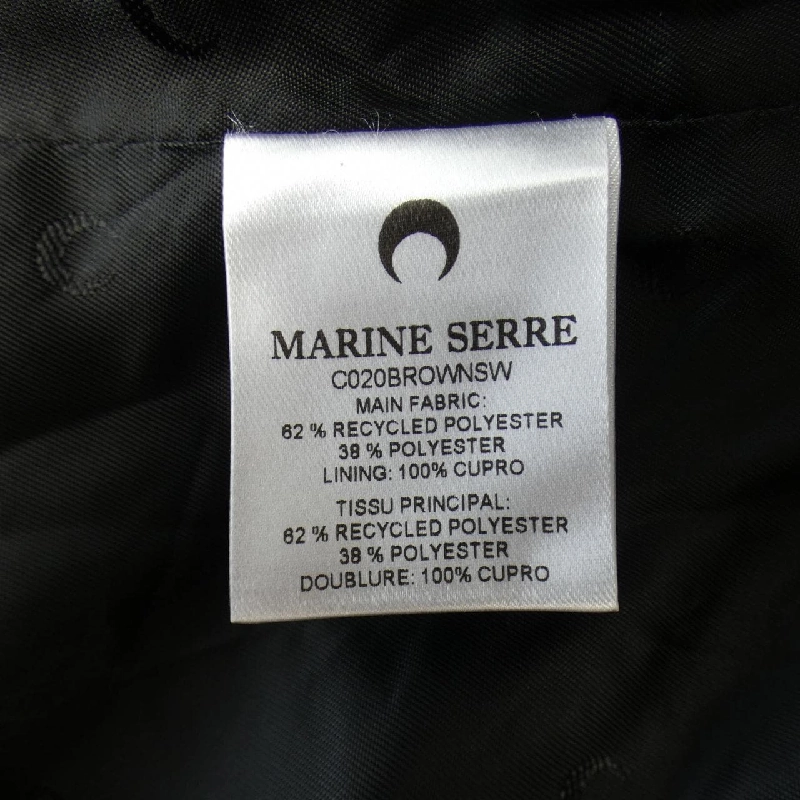 MARINE SERRE
C020BROWNSW
MAIN FABRIC:
62 % RECYCLED POLYESTER
38 % POLYESTER
LINING: 100% CUPRO
TISSU PRINCIPAL:
62 % RECYCLED POLYESTER
38 % POLYESTER
DOUBLURE: 100% CUPRO